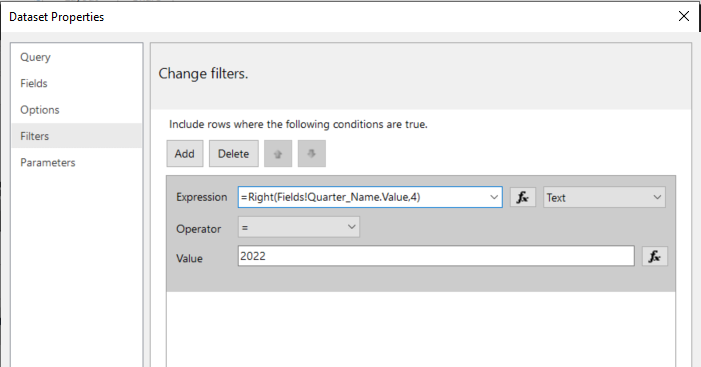 Dataset Properties
Query
Fields
Options
Filters
Parameters
Change filters.
Include rows where the following conditions are true.
Add Delete
Expression =Right(Fields!Quarter_Name.Value,4) fx Text
Operator =
Value 2022 fx